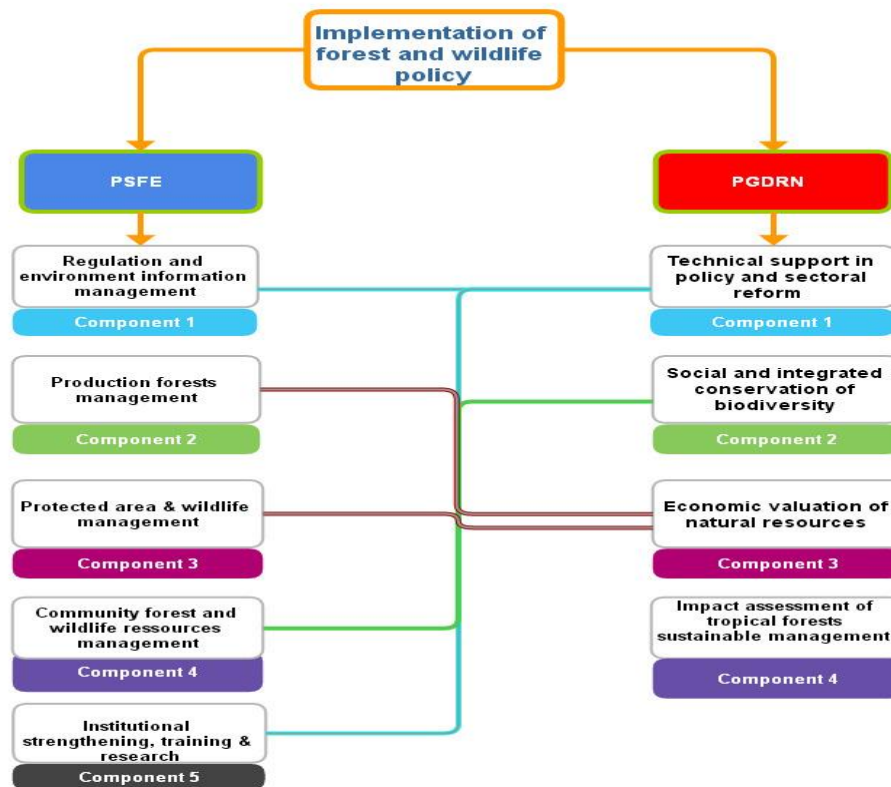 Implementation of
forest and wildlife
policy
PSFE
PGDRN
Regulation and
environment information
management
Component 1
Technical support in
policy and sectoral
reform
Component 1
Production forests
management
Component 2
Social and integrated
conservation of
biodiversity
Component 2
Protected area & wildlife
management
Component 3
Economic valuation of
natural resources
Component 3
Community forest and
wildlife ressources
management
Component 4
Impact assessment of
tropical forests
sustainable management
Component 4
Institutional
strengthening, training &
research
Component 5